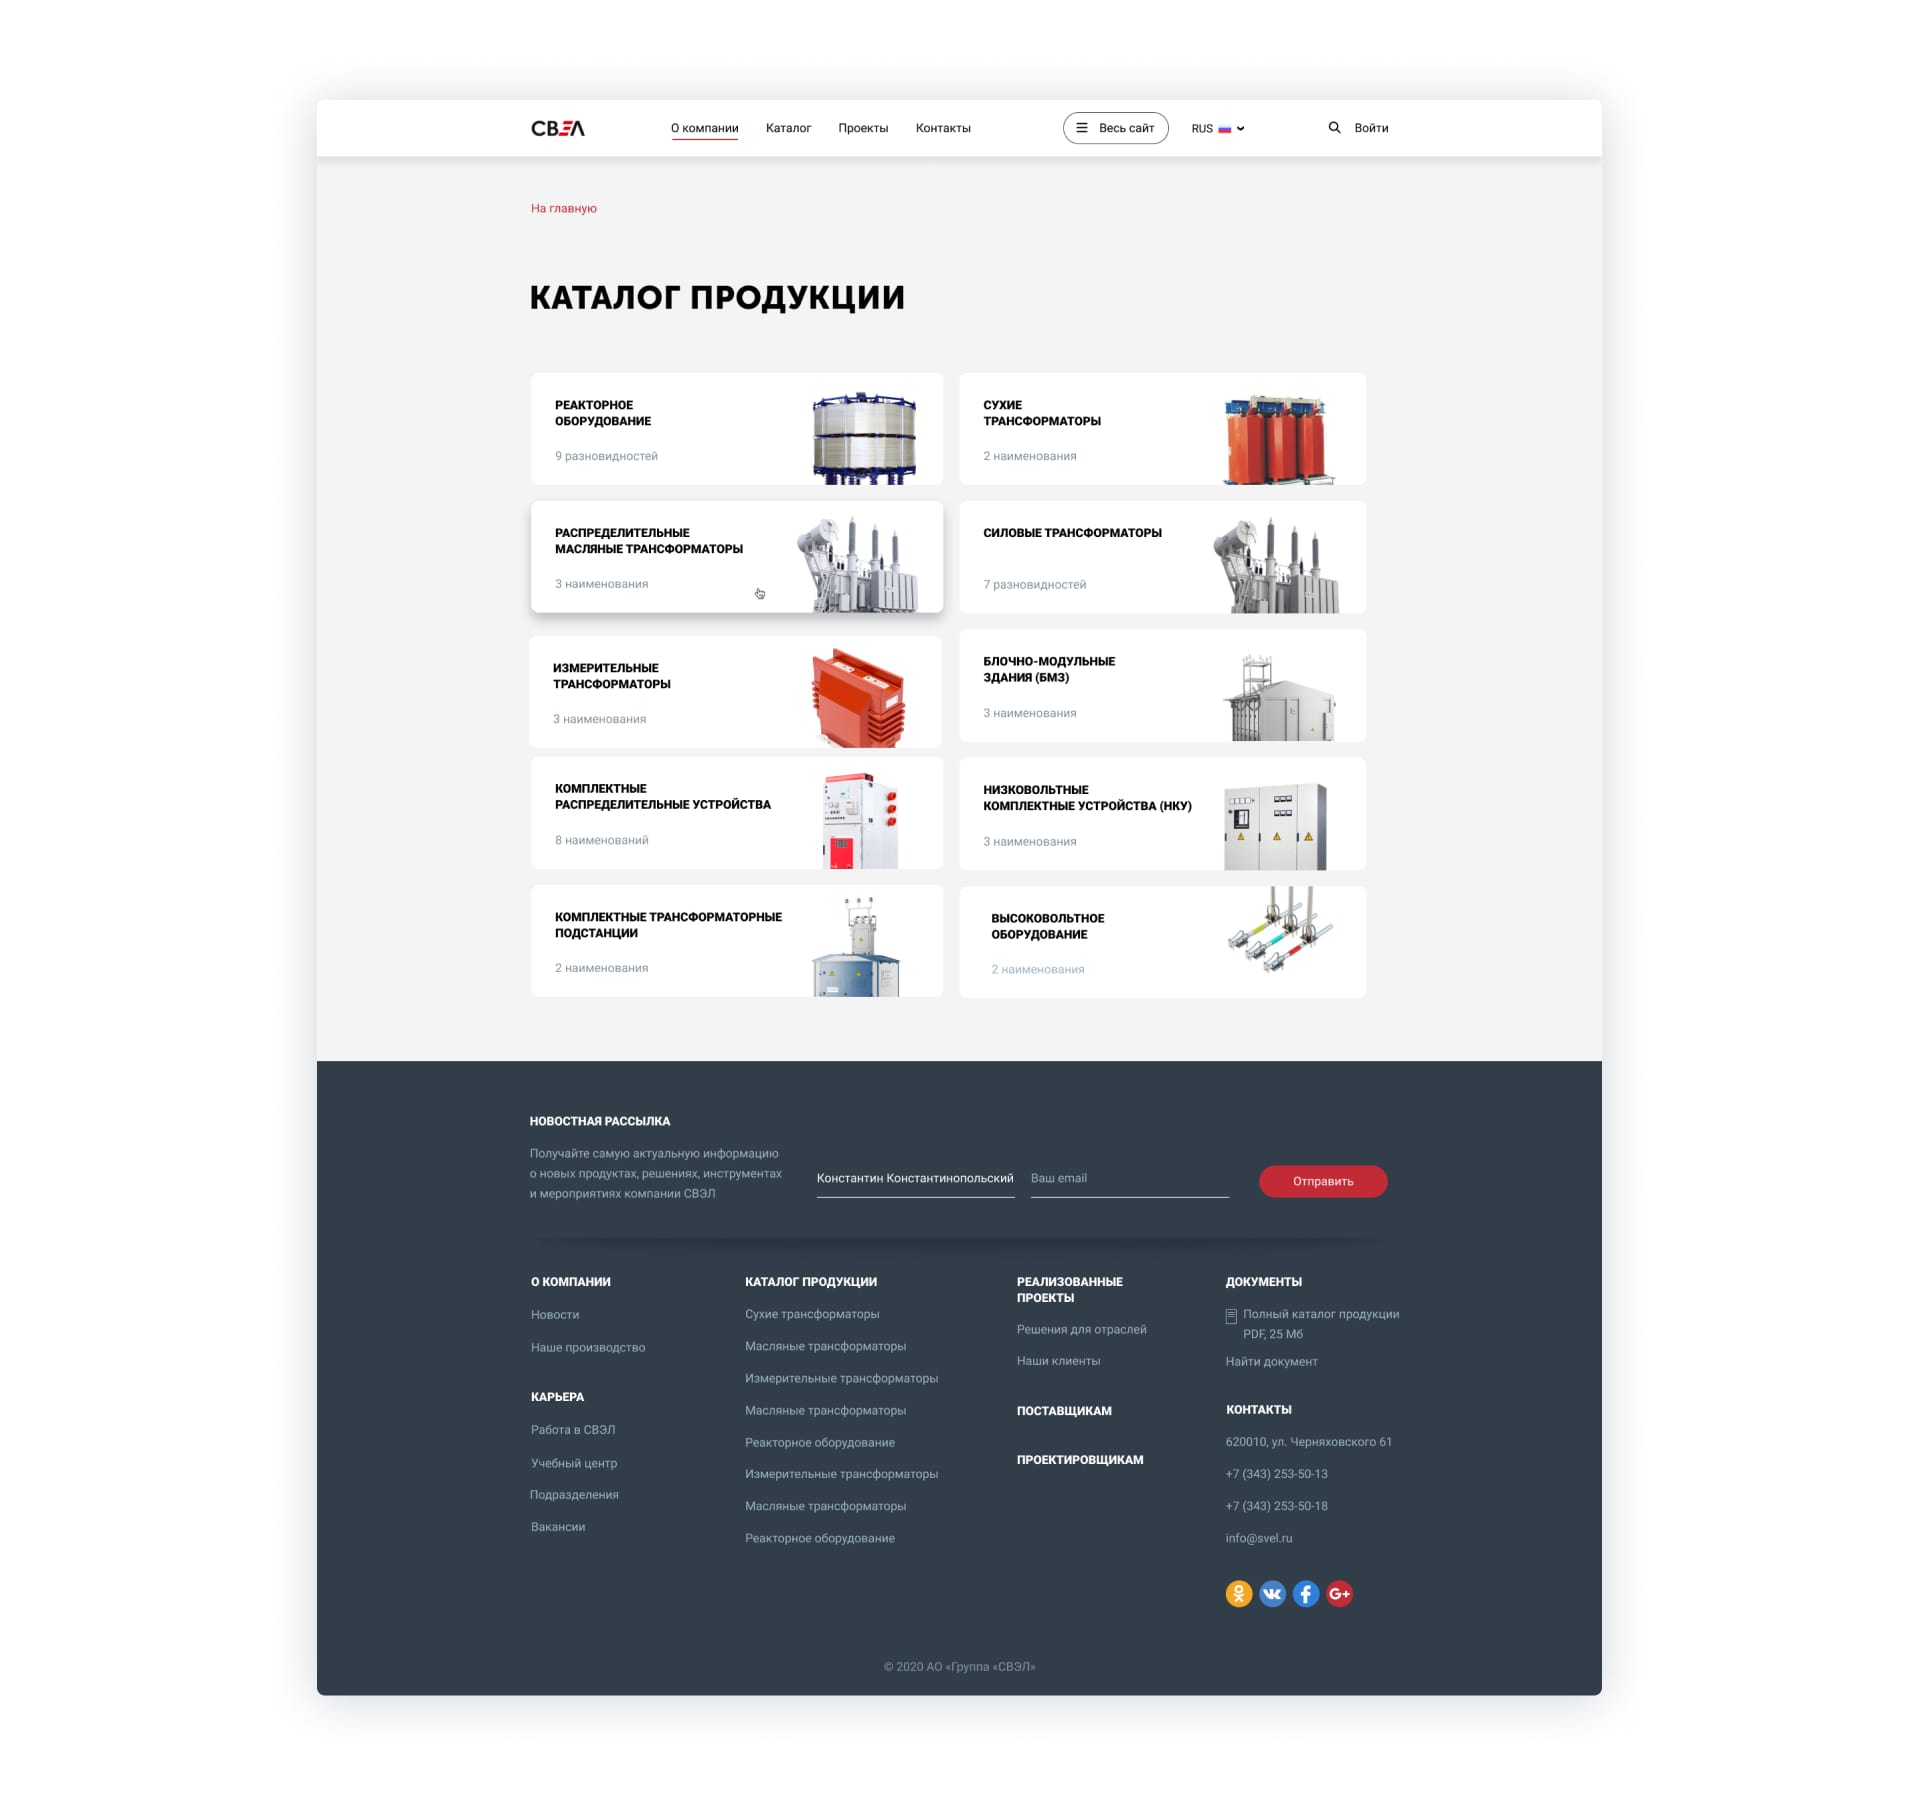 СВЭЛ
О компании
Каталог
Проекты
Контакты
Весь сайт
RUS
Войти
На главную
КАТАЛОГ ПРОДУКЦИИ
РЕАКТОРНОЕ
ОБОРУДОВАНИЕ
9 разновидностей
СУХИЕ
ТРАНСФОРМАТОРЫ
2 наименования
РАСПРЕДЕЛИТЕЛЬНЫЕ
МАСЛЯНЫЕ ТРАНСФОРМАТОРЫ
3 наименования
СИЛОВЫЕ ТРАНСФОРМАТОРЫ
7 разновидностей
ИЗМЕРИТЕЛЬНЫЕ
ТРАНСФОРМАТОРЫ
3 наименования
БЛОЧНО-МОДУЛЬНЫЕ
ЗДАНИЯ (БМЗ)
3 наименования
КОМПЛЕКТНЫЕ
РАСПРЕДЕЛИТЕЛЬНЫЕ УСТРОЙСТВА
8 наименований
НИЗКОВОЛЬТНЫЕ
КОМПЛЕКТНЫЕ УСТРОЙСТВА (НКУ)
3 наименования
КОМПЛЕКТНЫЕ ТРАНСФОРМАТОРНЫЕ
ПОДСТАНЦИИ
2 наименования
ВЫСОКОВОЛЬТНОЕ
ОБОРУДОВАНИЕ
2 наименования
НОВОСТНАЯ РАССЫЛКА
Получайте самую актуальную информацию
о новых продуктах, решениях, инструментах
и мероприятиях компании СВЭЛ
Константин Константинопольский
Ваш email
Отправить
О КОМПАНИИ
Новости
Наше производство
КАРЬЕРА
Работа в СВЭЛ
Учебный центр
Подразделения
Вакансии
КАТАЛОГ ПРОДУКЦИИ
Сухие трансформаторы
Масляные трансформаторы
Измерительные трансформаторы
Масляные трансформаторы
Реакторное оборудование
Измерительные трансформаторы
Масляные трансформаторы
Реакторное оборудование
РЕАЛИЗОВАННЫЕ
ПРОЕКТЫ
Решения для отраслей
Наши клиенты
ПОСТАВЩИКАМ
ПРОЕКТИРОВЩИКАМ
ДОКУМЕНТЫ
Полный каталог продукции
PDF, 25 Мб
Найти документ
КОНТАКТЫ
620010, ул. Черняховского 61
+7 (343) 253-50-13
+7 (343) 253-50-18
info@svel.ru
G+
© 2020 АО «Группа «СВЭЛ»